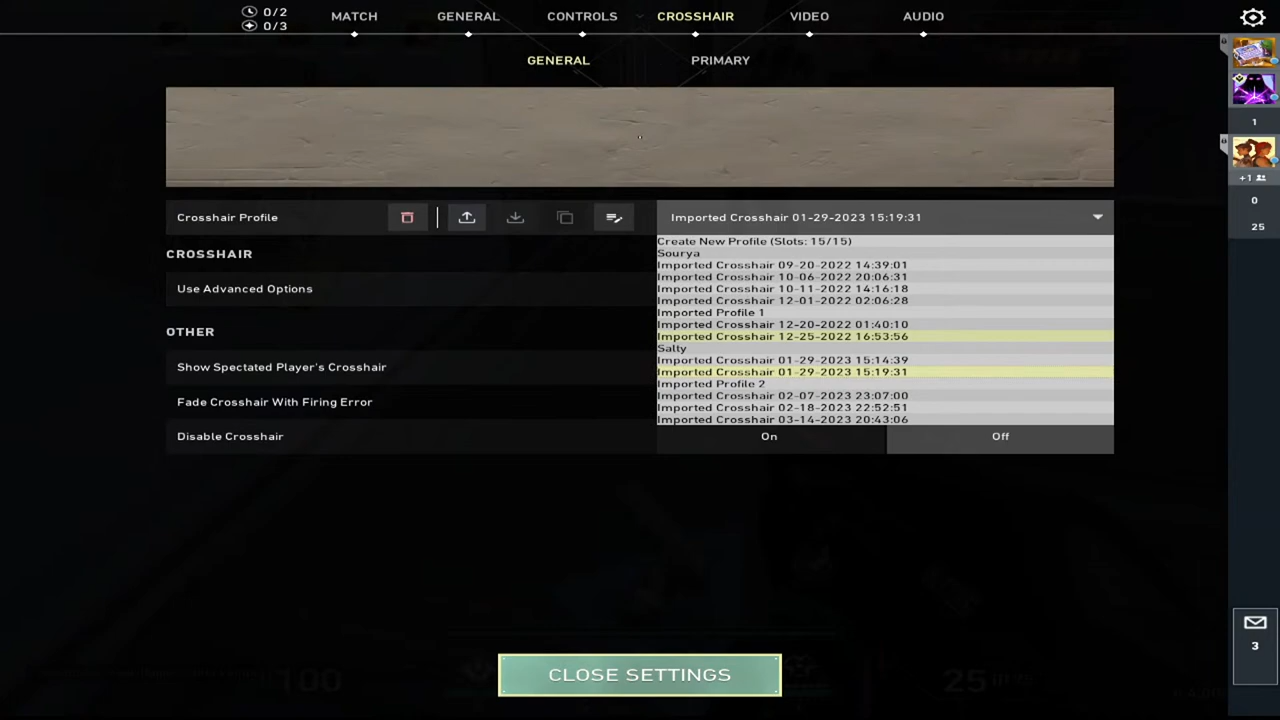 0/2
0/3
MATCH
GENERAL
CONTROLS
CROSSHAIR
VIDEO
AUDIO
GENERAL
PRIMARY
Crosshair Profile
Imported Crosshair 01-29-2023 15:19:31
Create New Profile (Slots: 15/15)
Sourya
Imported Crosshair 09-20-2022 14:39:01
Imported Crosshair 10-06-2022 20:06:31
Imported Crosshair 10-11-2022 14:16:18
Imported Crosshair 12-01-2022 02:06:28
Imported Profile 1
Imported Crosshair 12-20-2022 01:40:10
Imported Crosshair 12-25-2022 16:53:56
Salty
Imported Crosshair 01-29-2023 15:14:39
Imported Crosshair 01-29-2023 15:19:31
Imported Profile 2
Imported Crosshair 02-07-2023 23:07:00
Imported Crosshair 02-18-2023 22:52:51
Imported Crosshair 03-14-2023 20:43:06
CROSSHAIR
Use Advanced Options
OTHER
Show Spectated Player's Crosshair
Fade Crosshair With Firing Error
Disable Crosshair
On
Off
CLOSE SETTINGS
100
25
1
+1
0
25
3